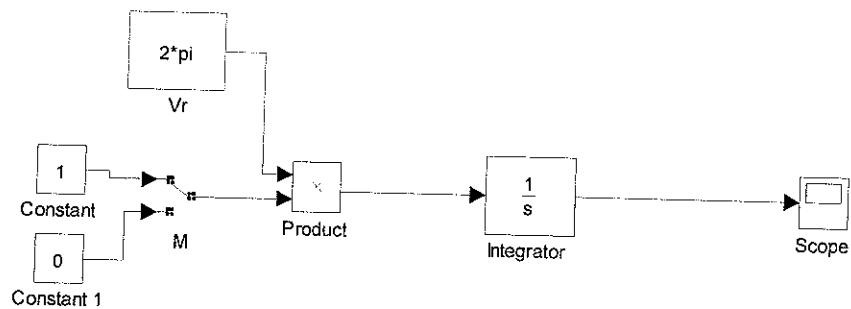 2*pi
Vr
1
Constant
M
0
Constant 1
×
Product
1
s
Integrator
Scope